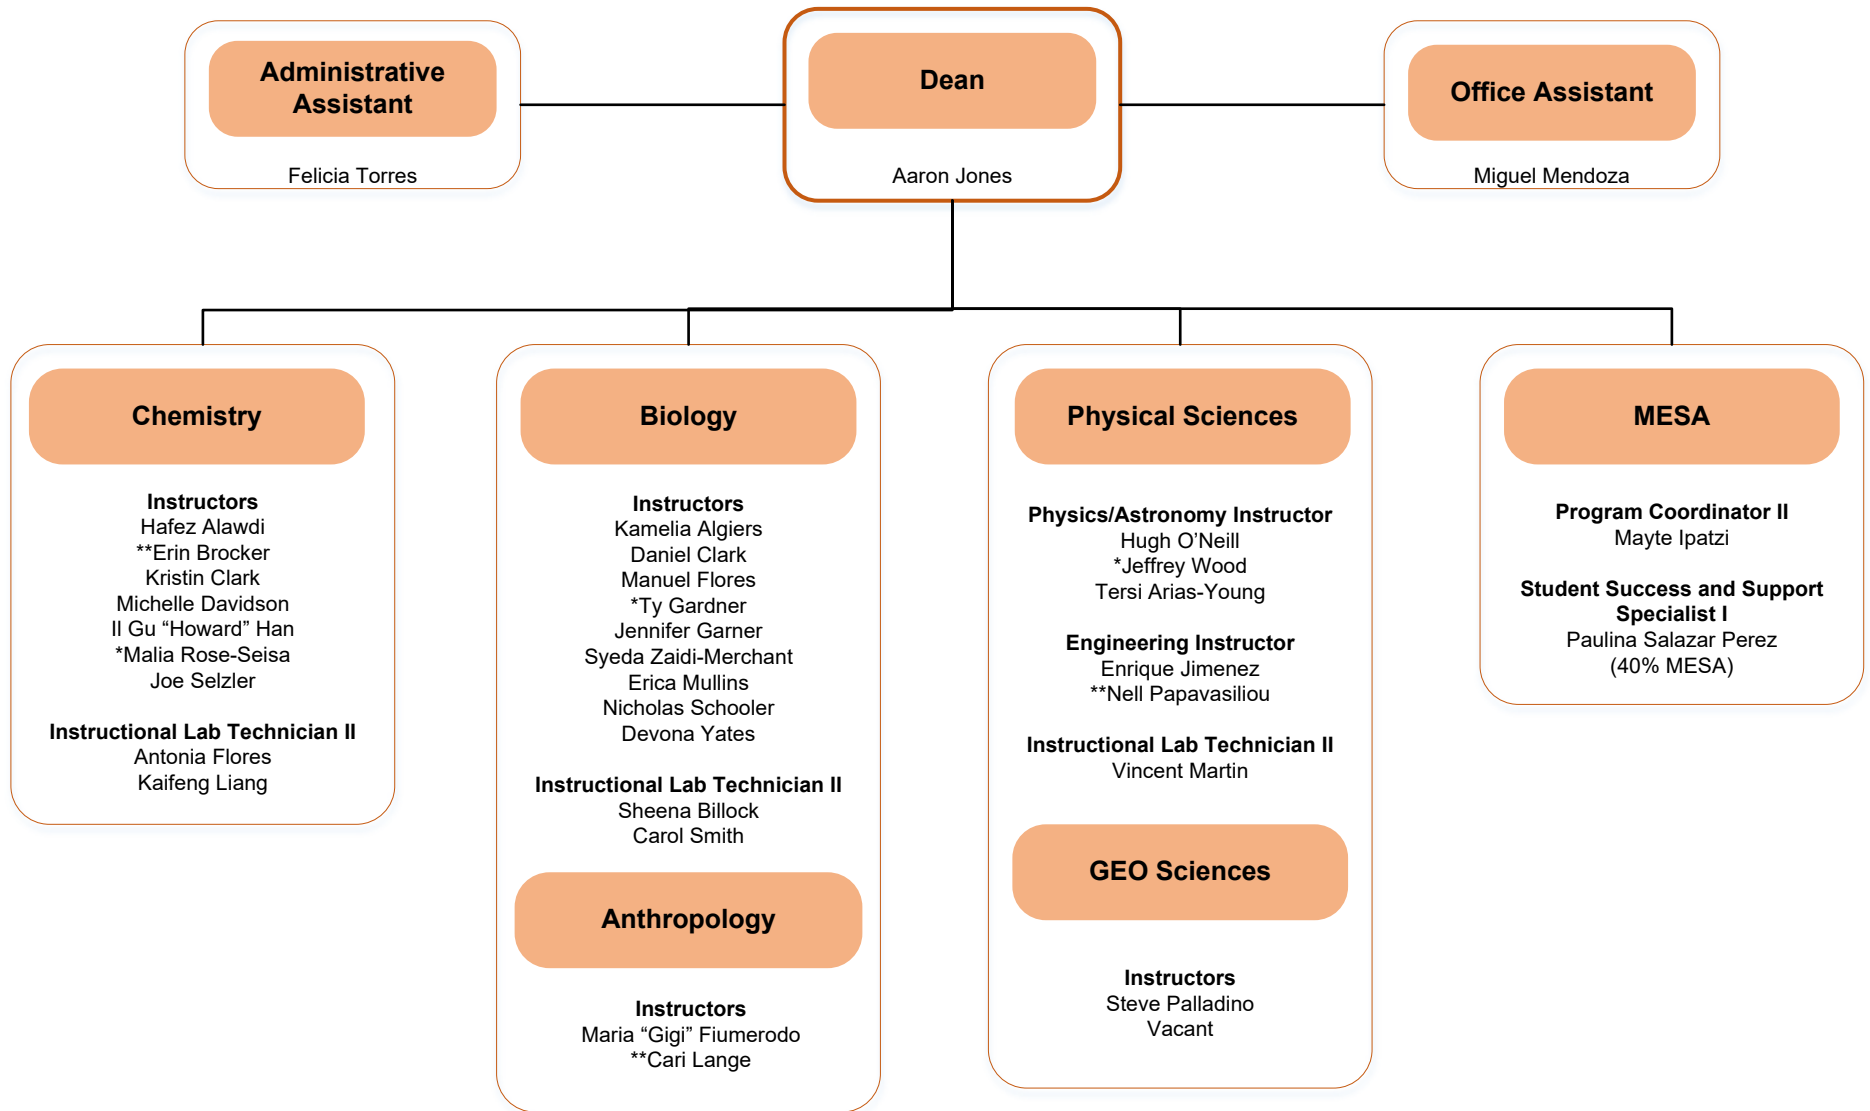 Administrative
Assistant
Felicia Torres
Dean
Aaron Jones
Office Assistant
Miguel Mendoza
Chemistry
Instructors
Hafez Alawdi
**Erin Brocker
Kristin Clark
Michelle Davidson
Il Gu “Howard” Han
*Malia Rose-Seisa
Joe Selzler
Instructional Lab Technician II
Antonia Flores
Kaifeng Liang
Biology
Instructors
Kamelia Algiers
Daniel Clark
Manuel Flores
*Ty Gardner
Jennifer Garner
Syeda Zaidi-Merchant
Erica Mullins
Nicholas Schooler
Devona Yates
Instructional Lab Technician II
Sheena Billock
Carol Smith
Anthropology
Instructors
Maria “Gigi” Fiumerodo
**Cari Lange
Physical Sciences
Physics/Astronomy Instructor
Hugh O’Neill
*Jeffrey Wood
Tersi Arias-Young
Engineering Instructor
Enrique Jimenez
**Nell Papavasiliou
Instructional Lab Technician II
Vincent Martin
GEO Sciences
Instructors
Steve Palladino
Vacant
MESA
Program Coordinator II
Mayte Ipatzi
Student Success and Support
Specialist I
Paulina Salazar Perez
(40% MESA)